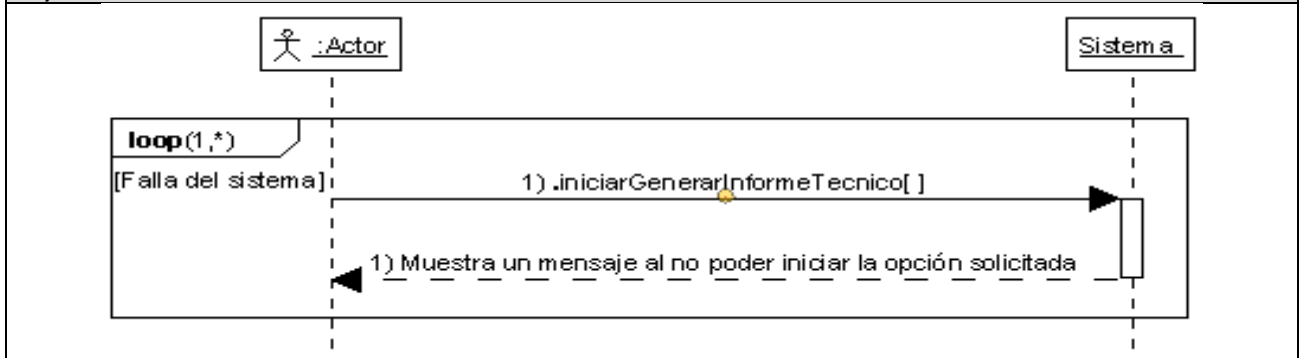 :Actor
Sistema
loop(1,*)
[Falla del sistema]
1) .iniciarGenerarInformeTecnico[ ]
1) Muestra un mensaje al no poder iniciar la opción solicitada